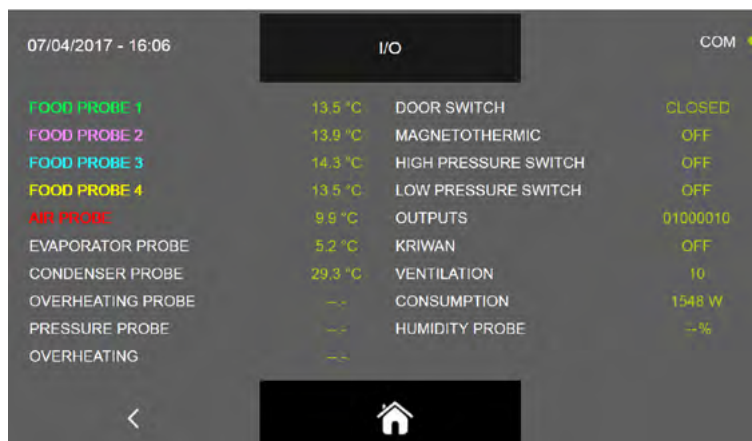 07/04/2017 - 16:06
I/O
COM
FOOD PROBE 1 13.5 °C DOOR SWITCH CLOSED
FOOD PROBE 2 13.9 °C MAGNETOTHERMIC OFF
FOOD PROBE 3 14.3 °C HIGH PRESSURE SWITCH OFF
FOOD PROBE 4 13.5 °C LOW PRESSURE SWITCH OFF
AIR PROBE 9.9 °C OUTPUTS 01000010
EVAPORATOR PROBE 5.2 °C KRIWAN OFF
CONDENSER PROBE 29.3 °C VENTILATION 10
OVERHEATING PROBE --.- CONSUMPTION 1548 W
PRESSURE PROBE --.- HUMIDITY PROBE --%
OVERHEATING --.-